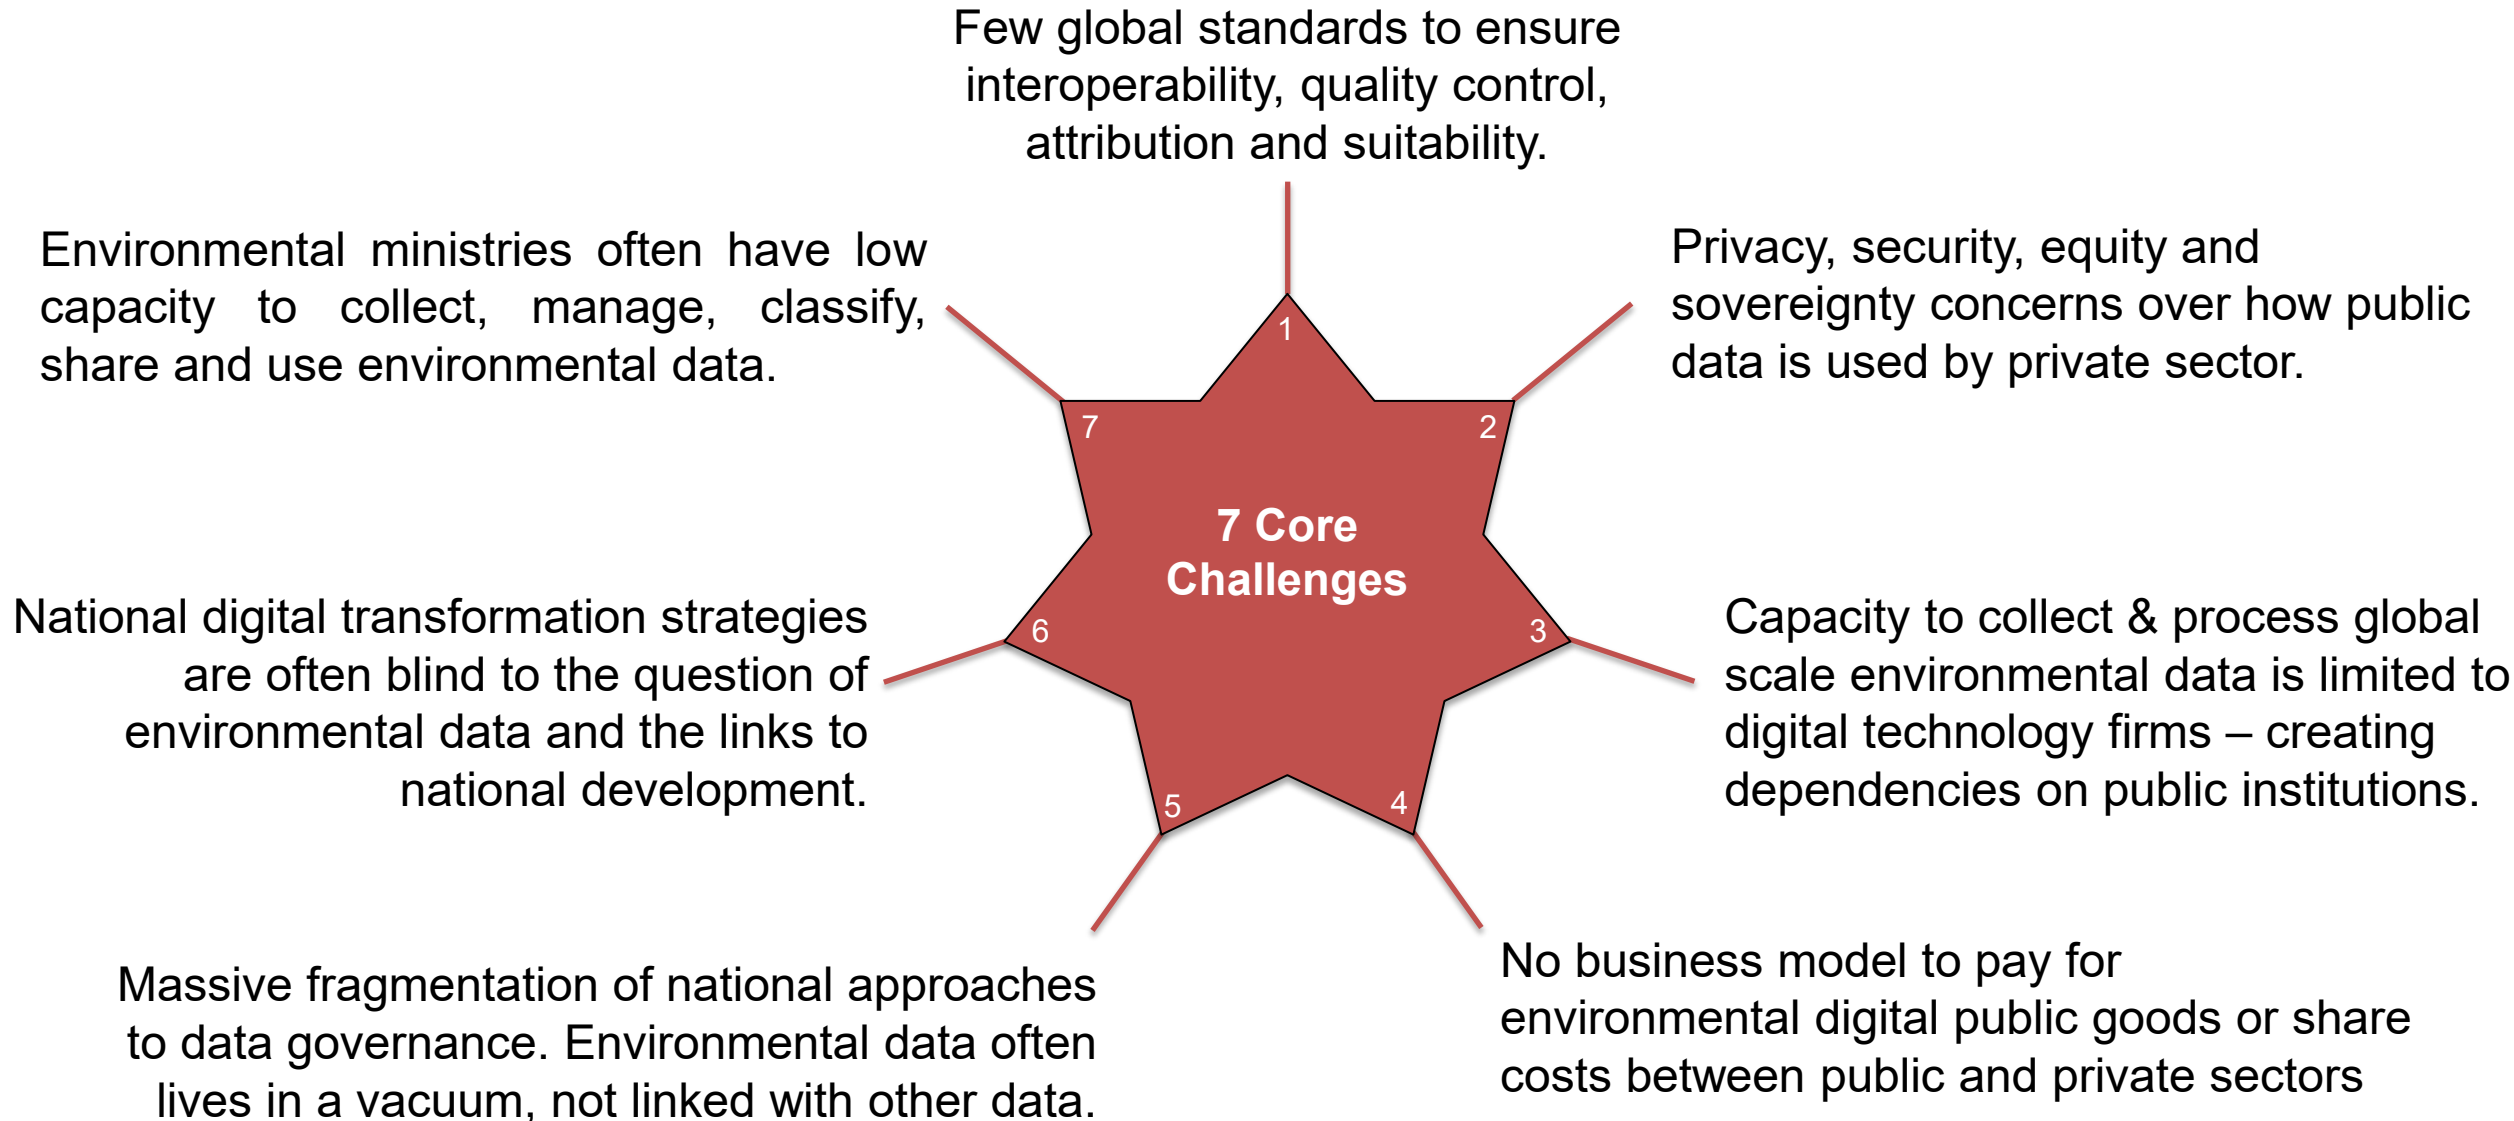 Few global standards to ensure
interoperability, quality control,
attribution and suitability.
Privacy, security, equity and
sovereignty concerns over how public
data is used by private sector.
Capacity to collect & process global
scale environmental data is limited to
digital technology firms – creating
dependencies on public institutions.
No business model to pay for
environmental digital public goods or share
costs between public and private sectors
Massive fragmentation of national approaches
to data governance. Environmental data often
lives in a vacuum, not linked with other data.
National digital transformation strategies
are often blind to the question of
environmental data and the links to
national development.
Environmental ministries often have low
capacity to collect, manage, classify,
share and use environmental data.
1
2
3
4
5
6
7
7 Core
Challenges